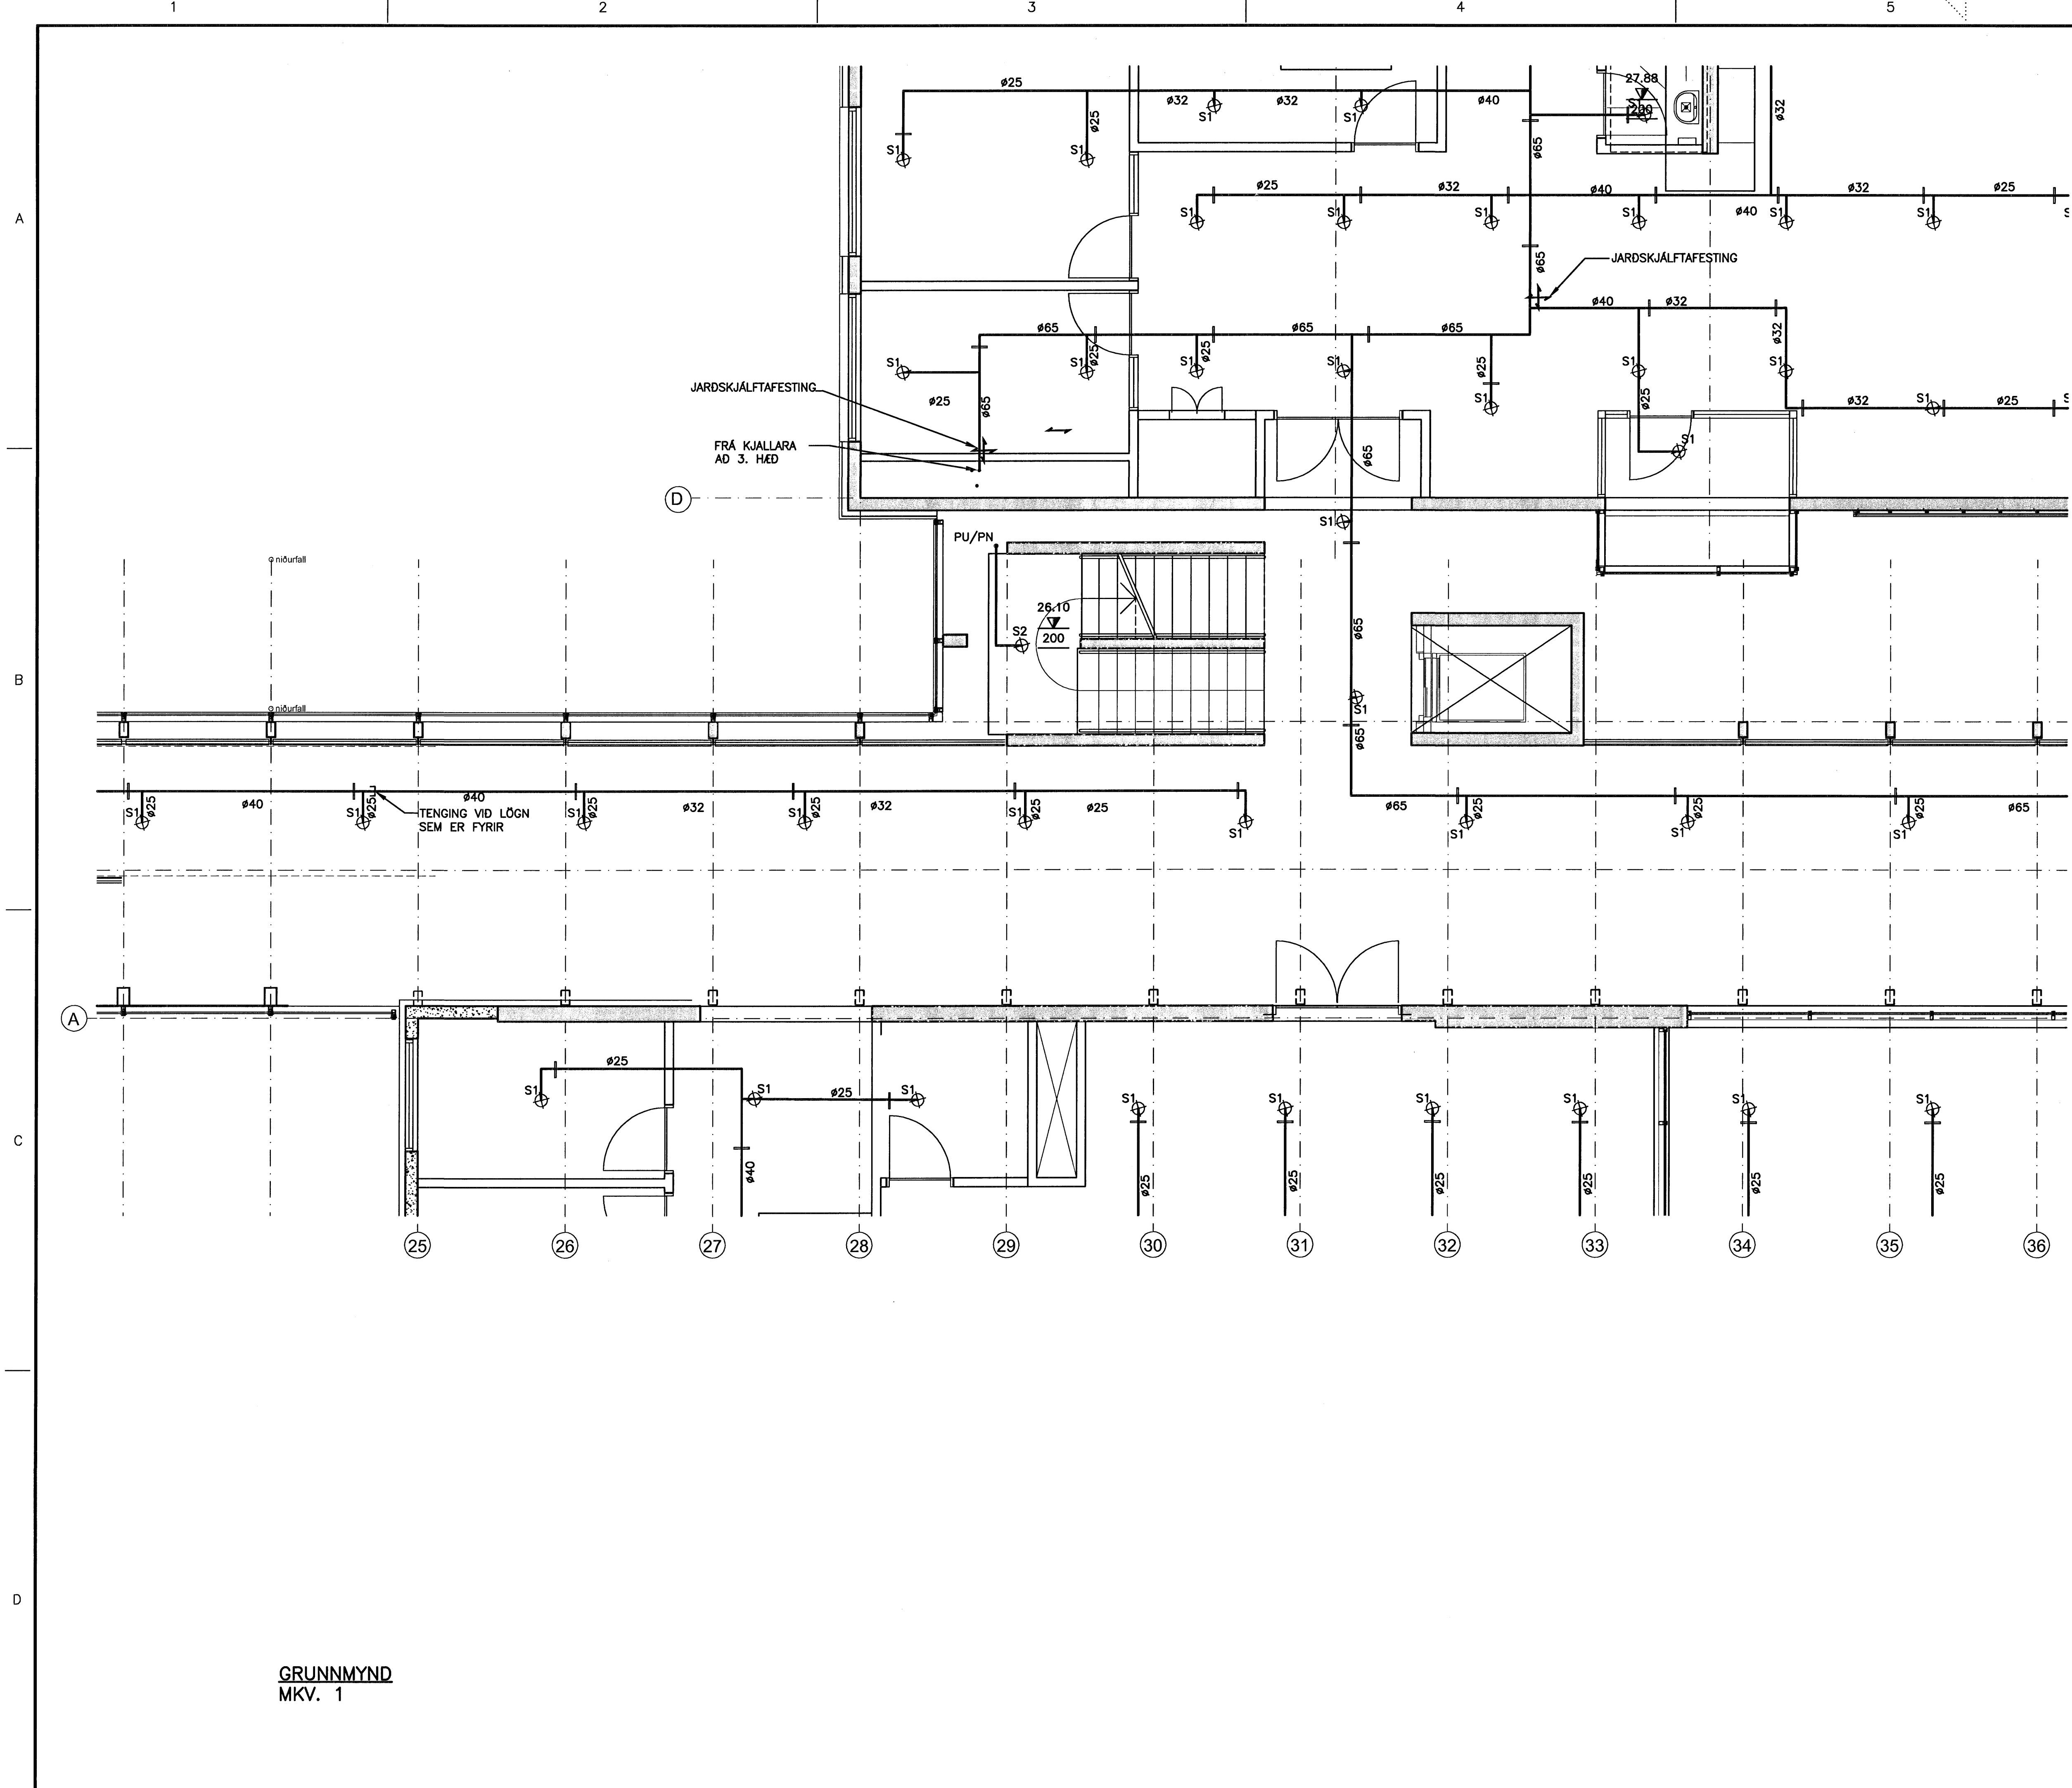 1 2 3 4 5
ø25
27.88
ø32 S1 ø32 S1 ø40 S1
200
ø25 ø65 ø32
S1 S1
ø25 ø32 ø40 ø32 ø25
S1 S1 S1 S1 ø40 S1 S1
A
JARÐSKJÁLFTAFESTING
ø65
ø40 ø32
ø65 ø65 ø65 ø32
S1 S1 ø25 S1 ø25 S1 ø25 S1 S1
JARÐSKJÁLFTAFESTING
ø25 ø65 S1 ø25 ø32 S1 ø25
FRÁ KJALLARA
AÐ 3. HÆÐ
ø65 S1
D
S1
PU/PN
niðurfall
26.10
200
S2
ø65
B
niðurfall
S1
ø65
S1 ø25 ø40 S1 ø25 ø40 S1 ø25 ø32 S1 ø25 ø32 S1 ø25 ø25 S1 ø65 S1 ø25 S1 ø25 S1 ø25 ø65
TENGING VIÐ LÖGN
SEM ER FYRIR
A
ø25
S1 S1 ø25 S1 S1 S1 S1 S1 S1 S1
C
ø40 ø25 ø25 ø25 ø25 ø25 ø25
25 26 27 28 29 30 31 32 33 34 35 36
D
GRUNNMYND
MKV. 1